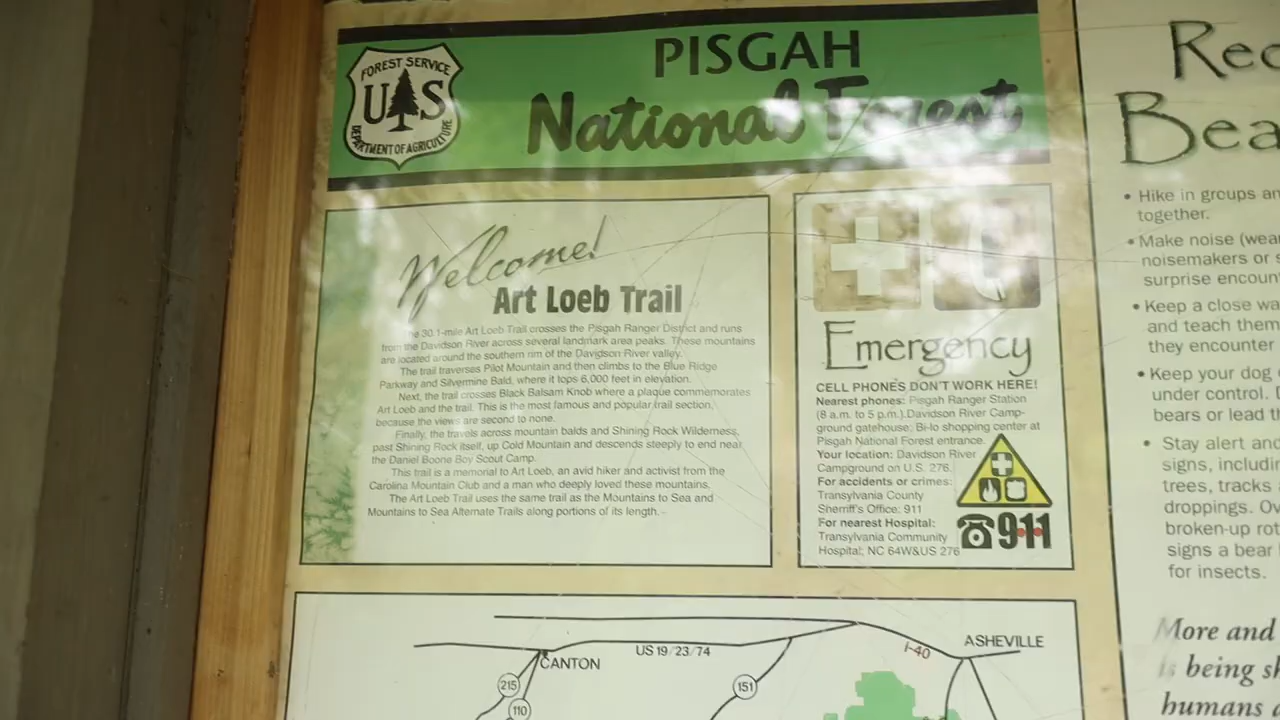 FOREST SERVICE
U S
DEPARTMENT OF AGRICULTURE
PISGAH
National Forest
Welcome!
Art Loeb Trail
The 30.1-mile Art Loeb Trail crosses the Pisgah Ranger District and runs
from the Davidson River across several landmark area peaks. These mountains
are located around the southern rim of the Davidson River valley.
The trail traverses Pilot Mountain and then climbs to the Blue Ridge
Parkway and Silvermine Bald, where it tops 6,000 feet in elevation.
Next, the trail crosses Black Balsam Knob where a plaque commemorates
Art Loeb and the trail. This is the most famous and popular trail section,
because the views are second to none.
Finally, the travels across mountain balds and Shining Rock Wilderness,
past Shining Rock itself, up Cold Mountain and descends steeply to end near
the Daniel Boone Boy Scout Camp.
This trail is a memorial to Art Loeb, an avid hiker and activist from the
Carolina Mountain Club and a man who deeply loved these mountains.
The Art Loeb Trail uses the same trail as the Mountains to Sea and
Mountains to Sea Alternate Trails along portions of its length.
Emergency
CELL PHONES DON'T WORK HERE!
Nearest phones: Pisgah Ranger Station
(8 a.m. to 5 p.m.).Davidson River Camp-
ground gatehouse; Bi-lo shopping center at
Pisgah National Forest entrance.
Your location: Davidson River
Campground on U.S. 276.
For accidents or crimes:
Transylvania County
Sherriff's Office: 911
For nearest Hospital:
Transylvania Community
Hospital; NC 64W&US 276
911
Rec
Bea
• Hike in groups an
together.
• Make noise (wear
noisemakers or s
surprise encoun
• Keep a close wa
and teach them
they encounter
• Keep your dog
under control.
bears or lead th
• Stay alert and
signs, includin
trees, tracks
droppings. Ov
broken-up rot
signs a bear
for insects.
More and
is being sh
humans a
CANTON
US 19/23/74
I-40
ASHEVILLE
215
110
151